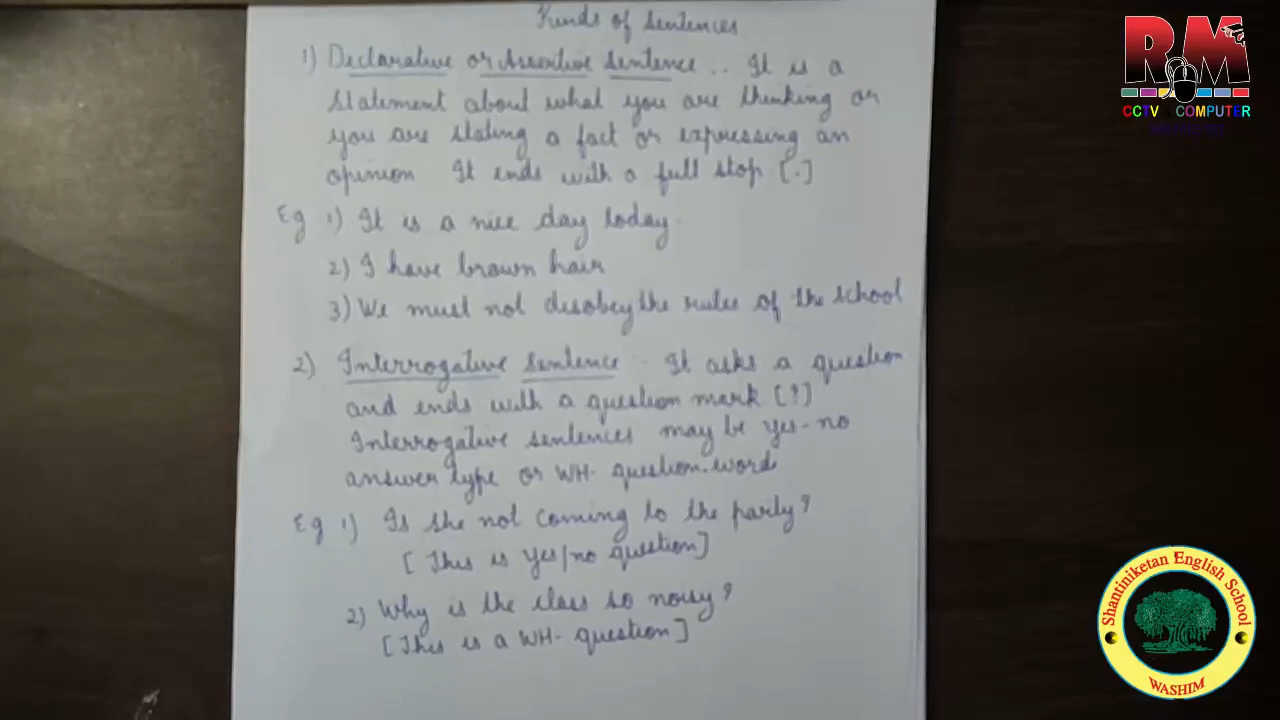 Kinds of Sentences
1) Declarative or Assertive Sentence .. It is a
statement about what you are thinking or
you are stating a fact or expressing an
opinion It ends with a full stop [.]
Eg 1) It is a nice day today.
2) I have brown hair
3) We must not disobey the rules of the school
2) Interrogative Sentence .. It asks a question
and ends with a question mark [?]
Interrogative sentences may be yes-no
answer type or WH- question-word
Eg 1) Is she not coming to the party?
[This is yes/no question]
2) Why is the class so noisy?
[This is a WH- question]
RM
CCTV & COMPUTER
Shantiniketan English School
WASHIM